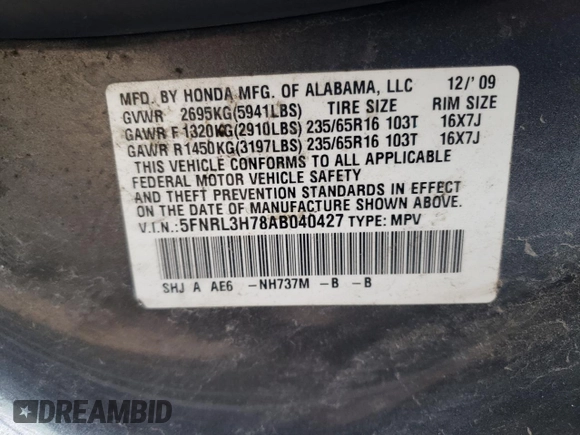 MFD. BY HONDA MFG. OF ALABAMA, LLC 12/'09
GVWR 2695KG(5941LBS) TIRE SIZE RIM SIZE
GAWR F 1320KG(2910LBS) 235/65R16 103T 16X7J
GAWR R 1450KG(3197LBS) 235/65R16 103T 16X7J
THIS VEHICLE CONFORMS TO ALL APPLICABLE
FEDERAL MOTOR VEHICLE SAFETY
AND THEFT PREVENTION STANDARDS IN EFFECT
ON THE DATE OF MANUFACTURE SHOWN ABOVE.
V.I.N.:5FNRL3H78AB040427 TYPE: MPV
SHJ A AE6 -NH737M -B -B
DREAMBID